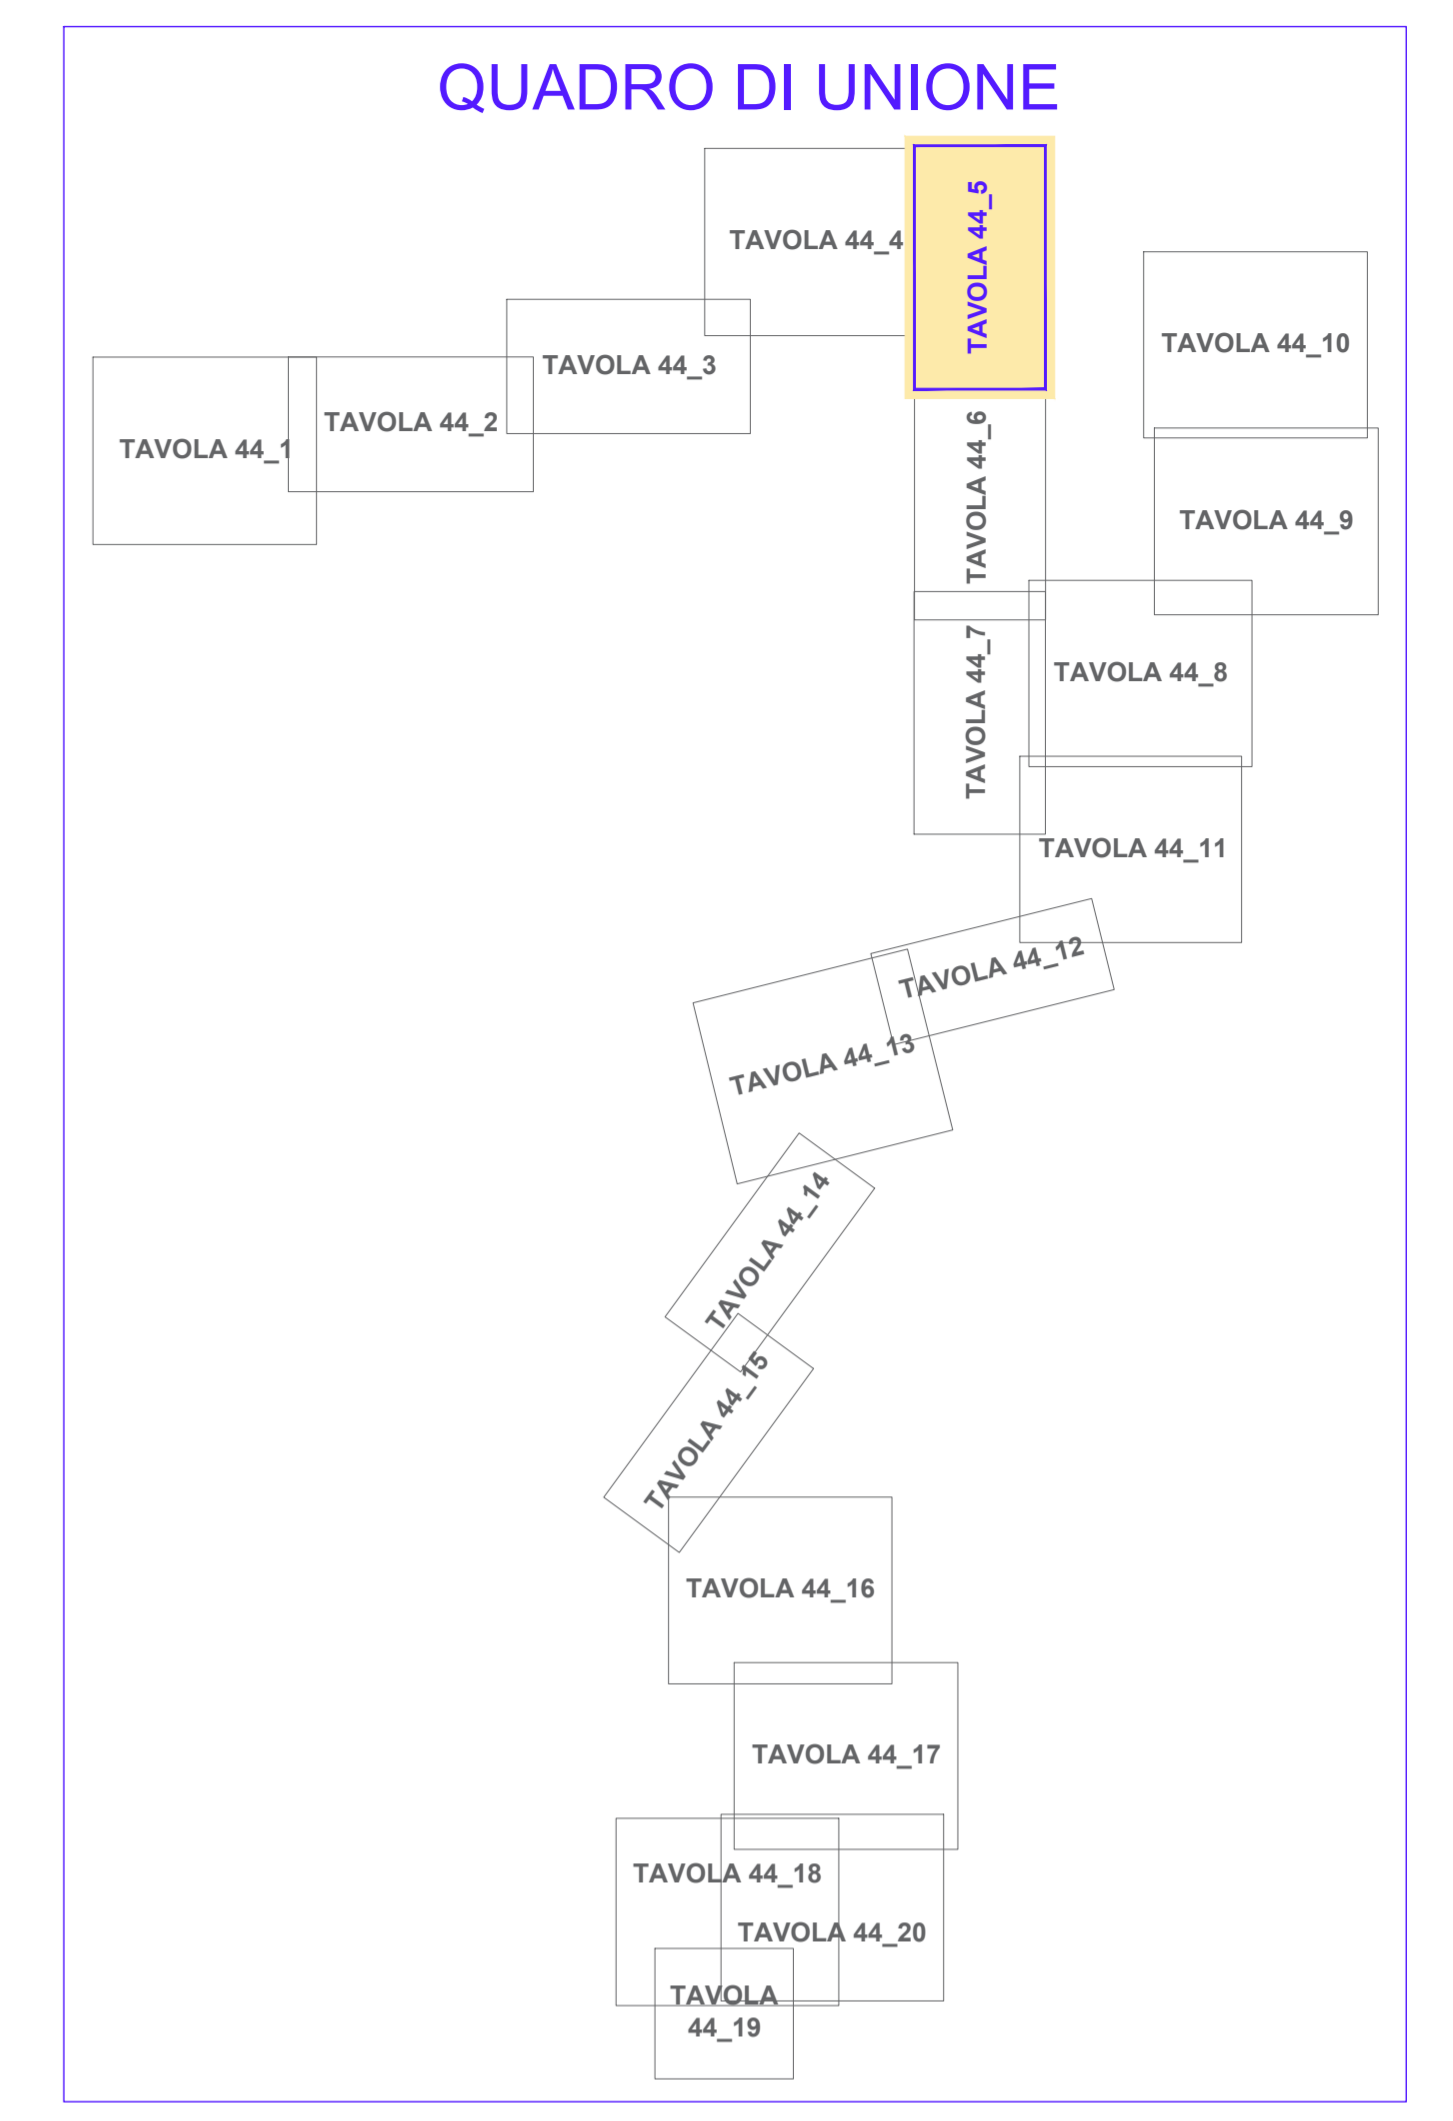 QUADRO DI UNIONE
TAVOLA 44_4
TAVOLA 44_5
TAVOLA 44_10
TAVOLA 44_3
TAVOLA 44_2
TAVOLA 44_1
TAVOLA 44_6
TAVOLA 44_9
TAVOLA 44_7
TAVOLA 44_8
TAVOLA 44_11
TAVOLA 44_12
TAVOLA 44_13
TAVOLA 44_14
TAVOLA 44_15
TAVOLA 44_16
TAVOLA 44_17
TAVOLA 44_18
TAVOLA 44_20
TAVOLA
44_19